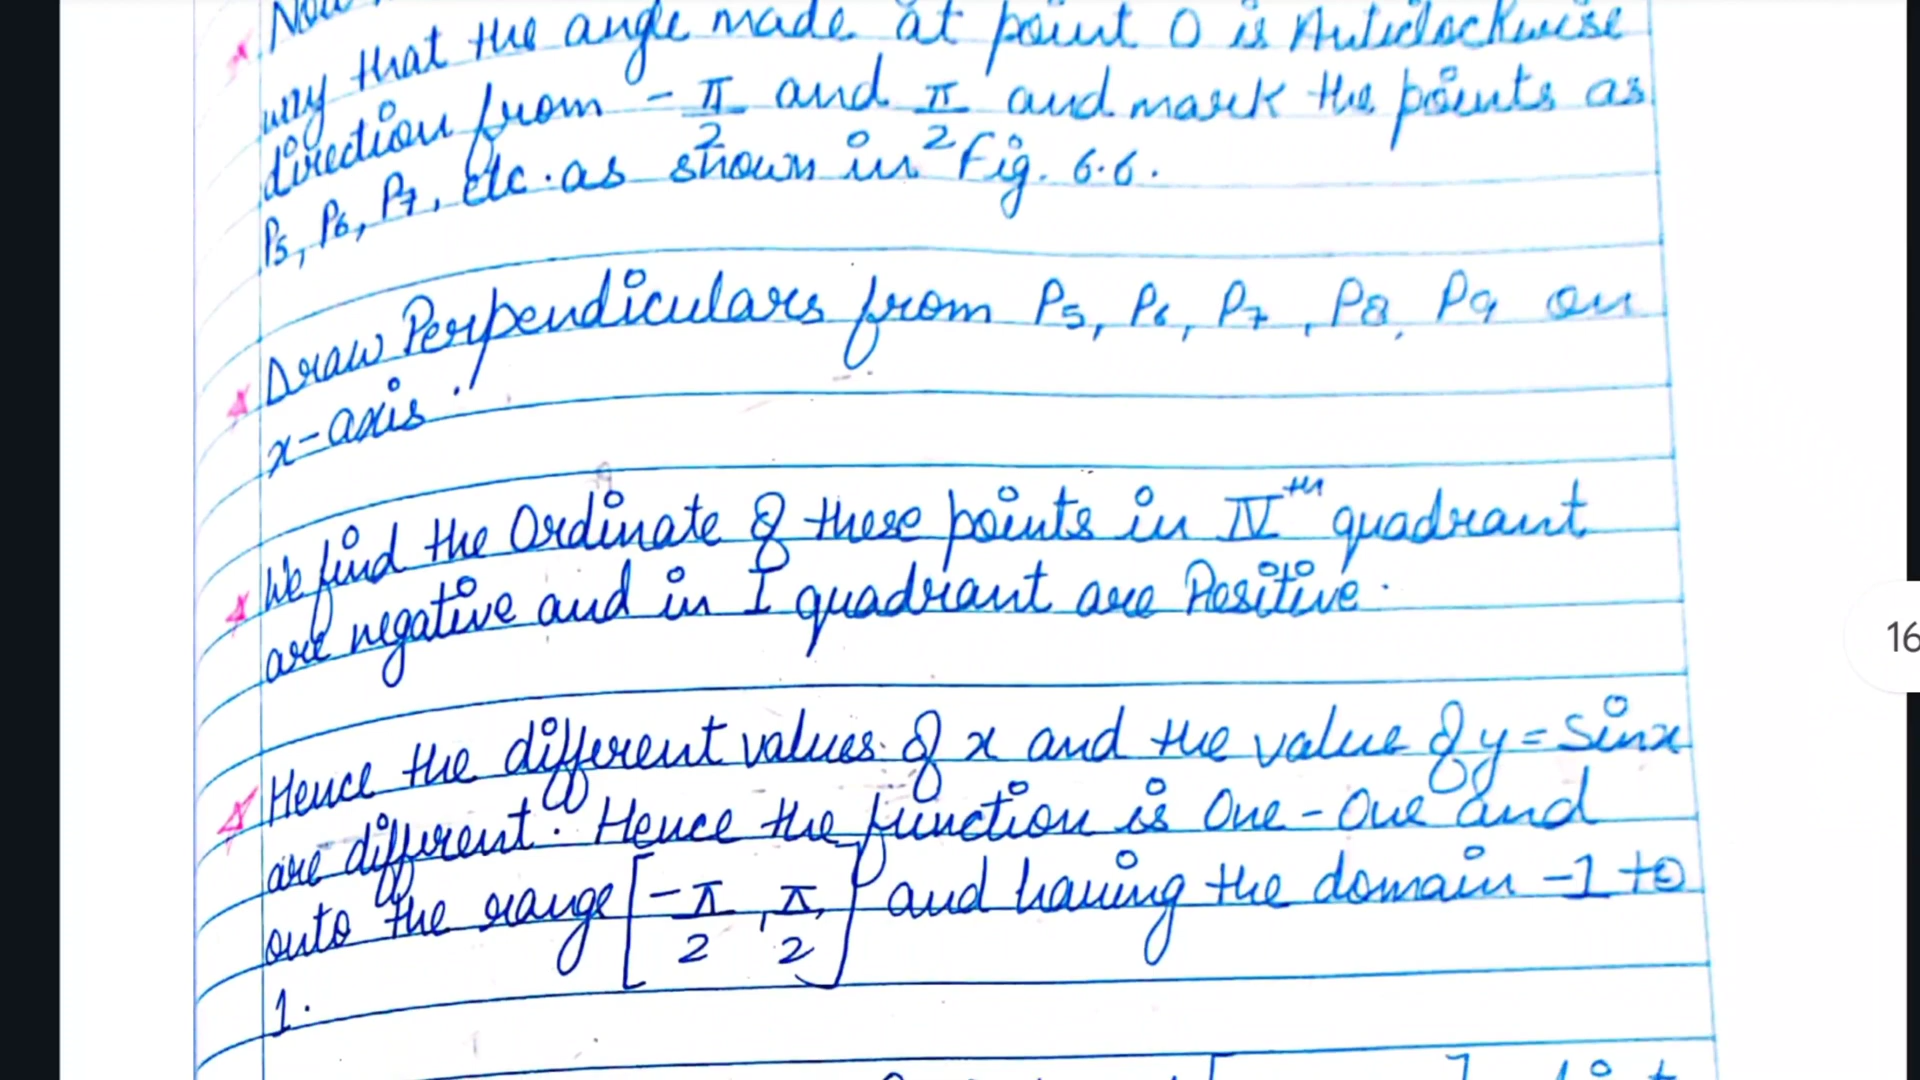 Now
way that the angle made at point O is Anticlockwise
direction from -π/2 and π/2 and mark the points as
P5, P6, P7, etc. as shown in Fig. 6.6.
Draw Perpendiculars from P5, P6, P7, P8, P9 on
x-axis.
We find the Ordinate of these points in IVth quadrant
are negative and in I quadrant are Positive.
Hence the different values of x and the value of y = sinx
are different. Hence the function is One-One and
onto the range [-π/2, π/2] and having the domain -1 to
1.
16